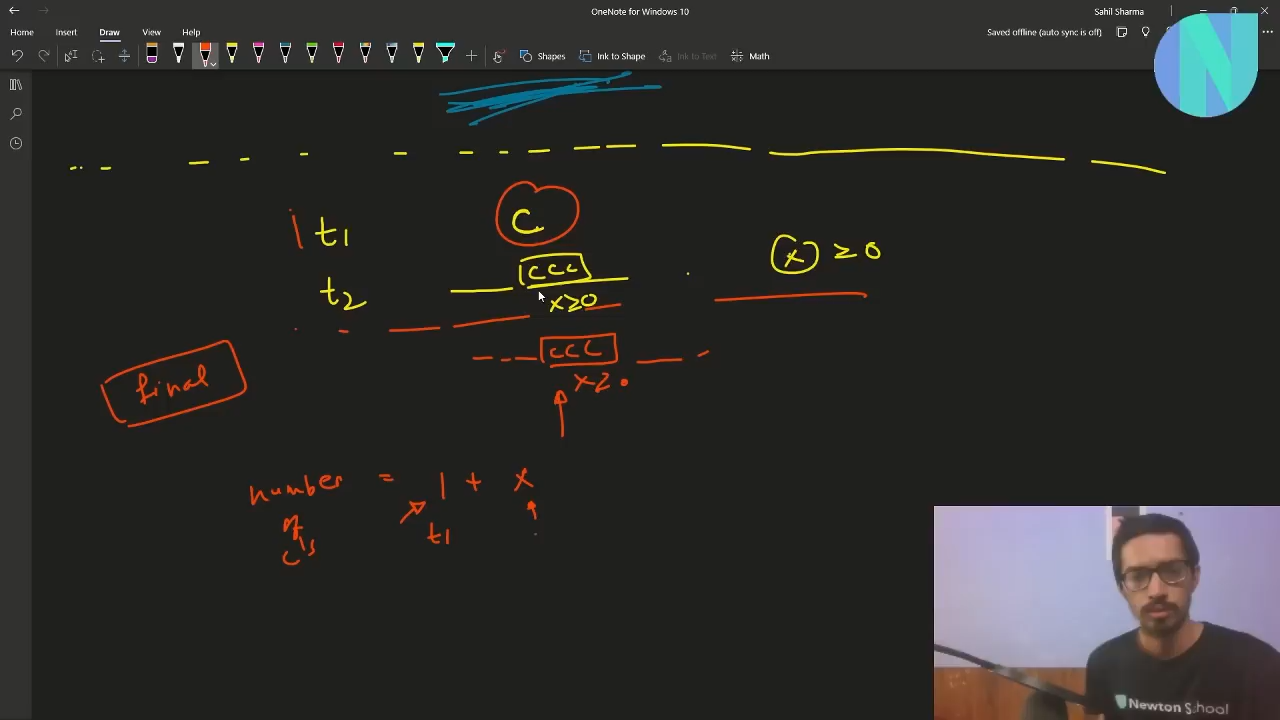 OneNote for Windows 10
Sahil Sharma
Home Insert Draw View Help
Saved offline (auto sync is off)
Shapes Ink to Shape Ink to Text Math
t1 C
x ≥ 0
t2 CCC
x≥0
CCC
x≥0
final
number = 1 + x
of
c's
t1
Newton School